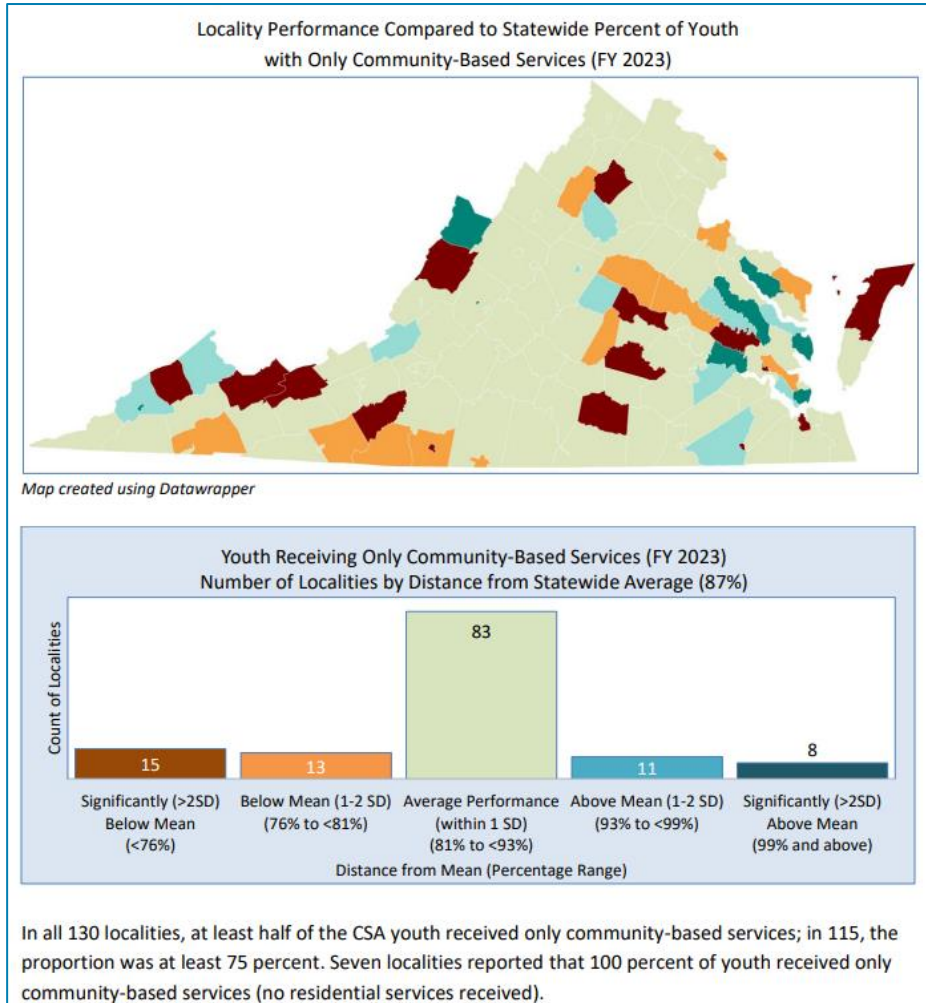 Locality Performance Compared to Statewide Percent of Youth
with Only Community-Based Services (FY 2023)
Map created using Datawrapper
Youth Receiving Only Community-Based Services (FY 2023)
Number of Localities by Distance from Statewide Average (87%)
Count of Localities
15
13
83
11
8
Significantly (>2SD)
Below Mean
(<76%)
Below Mean (1-2 SD)
(76% to <81%)
Average Performance
(within 1 SD)
(81% to <93%)
Above Mean (1-2 SD)
(93% to <99%)
Significantly (>2SD)
Above Mean
(99% and above)
Distance from Mean (Percentage Range)
In all 130 localities, at least half of the CSA youth received only community-based services; in 115, the
proportion was at least 75 percent. Seven localities reported that 100 percent of youth received only
community-based services (no residential services received).